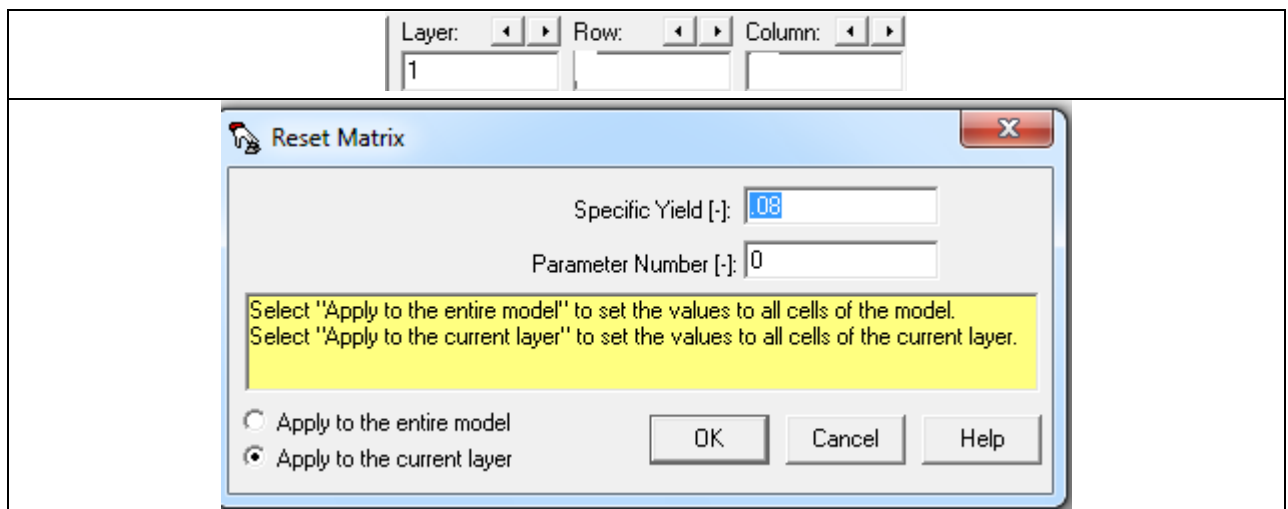 Layer: Row: Column:
1
Reset Matrix
Specific Yield [-]: .08
Parameter Number [-]: 0
Select "Apply to the entire model" to set the values to all cells of the model.
Select "Apply to the current layer" to set the values to all cells of the current layer.
Apply to the entire model
Apply to the current layer
OK Cancel Help